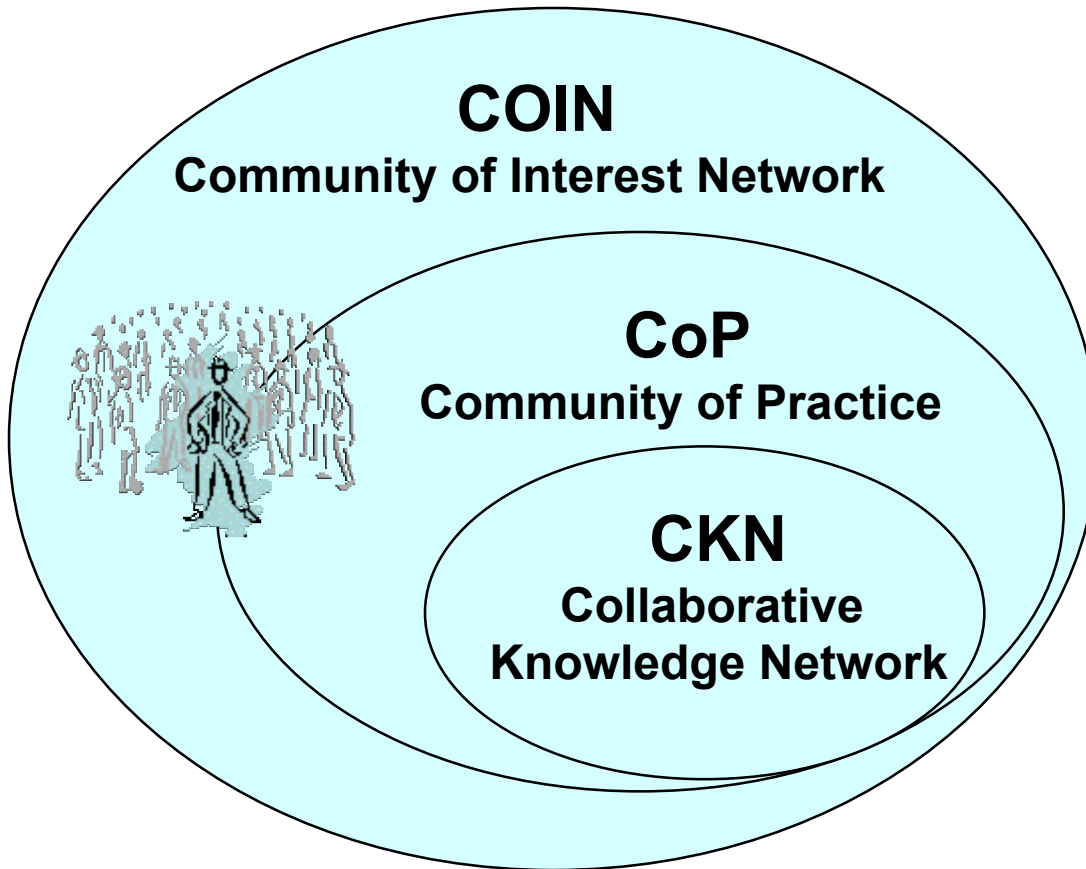 COIN
Community of Interest Network
CoP
Community of Practice
CKN
Collaborative
Knowledge Network